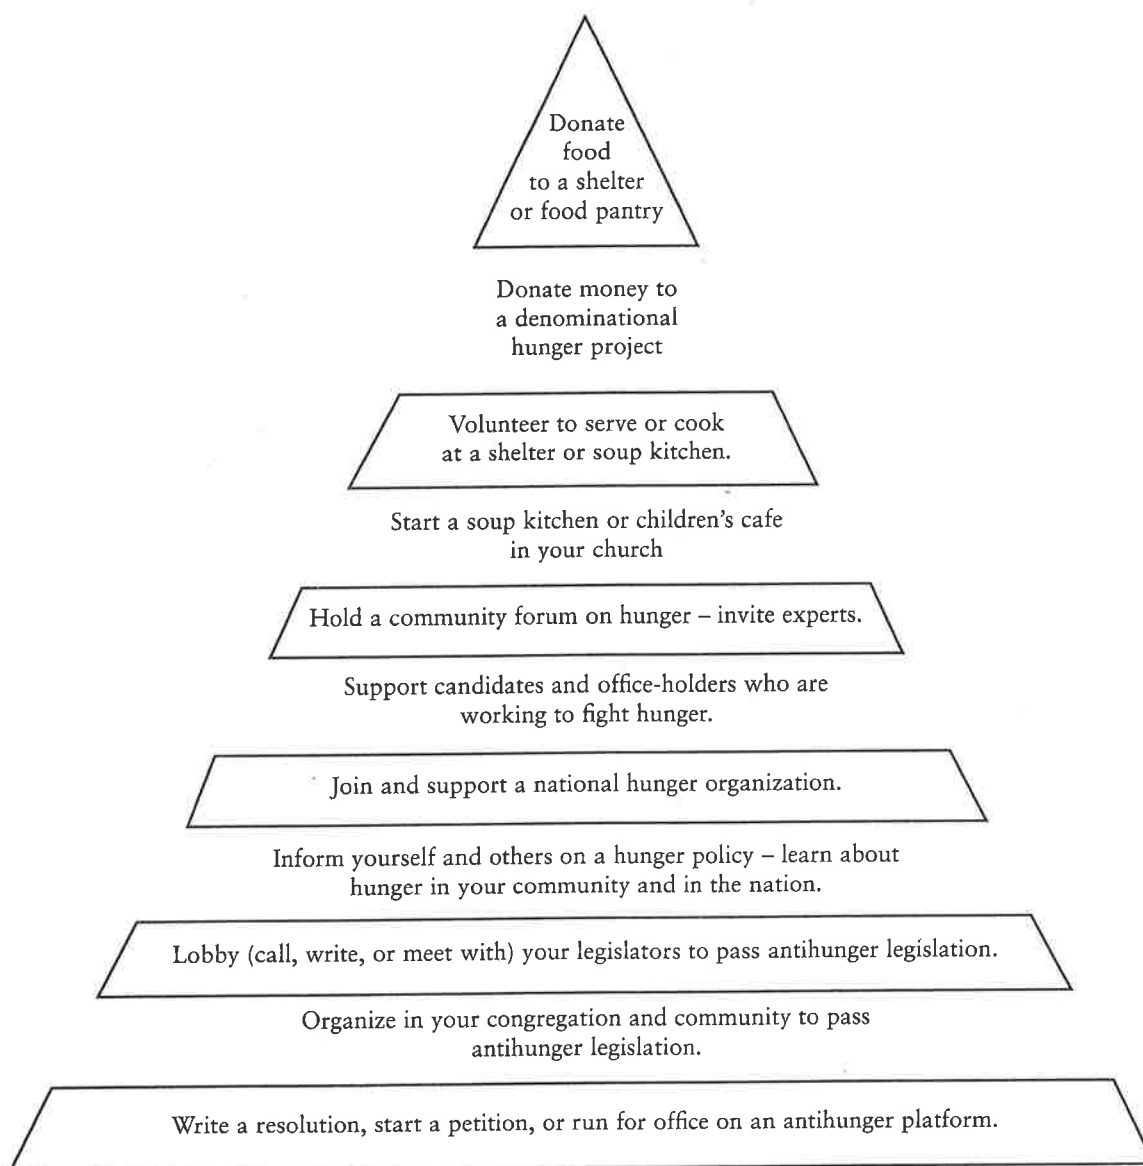 Donate
food
to a shelter
or food pantry
Donate money to
a denominational
hunger project
Volunteer to serve or cook
at a shelter or soup kitchen.
Start a soup kitchen or children's cafe
in your church
Hold a community forum on hunger – invite experts.
Support candidates and office-holders who are
working to fight hunger.
Join and support a national hunger organization.
Inform yourself and others on a hunger policy – learn about
hunger in your community and in the nation.
Lobby (call, write, or meet with) your legislators to pass antihunger legislation.
Organize in your congregation and community to pass
antihunger legislation.
Write a resolution, start a petition, or run for office on an antihunger platform.